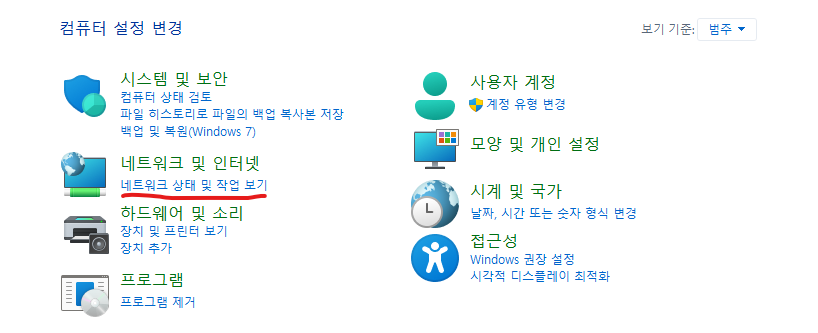 컴퓨터 설정 변경
보기 기준: 범주
시스템 및 보안
컴퓨터 상태 검토
파일 히스토리로 파일의 백업 복사본 저장
백업 및 복원(Windows 7)
네트워크 및 인터넷
네트워크 상태 및 작업 보기
하드웨어 및 소리
장치 및 프린터 보기
장치 추가
프로그램
프로그램 제거
사용자 계정
계정 유형 변경
모양 및 개인 설정
시계 및 국가
날짜, 시간 또는 숫자 형식 변경
접근성
Windows 권장 설정
시각적 디스플레이 최적화